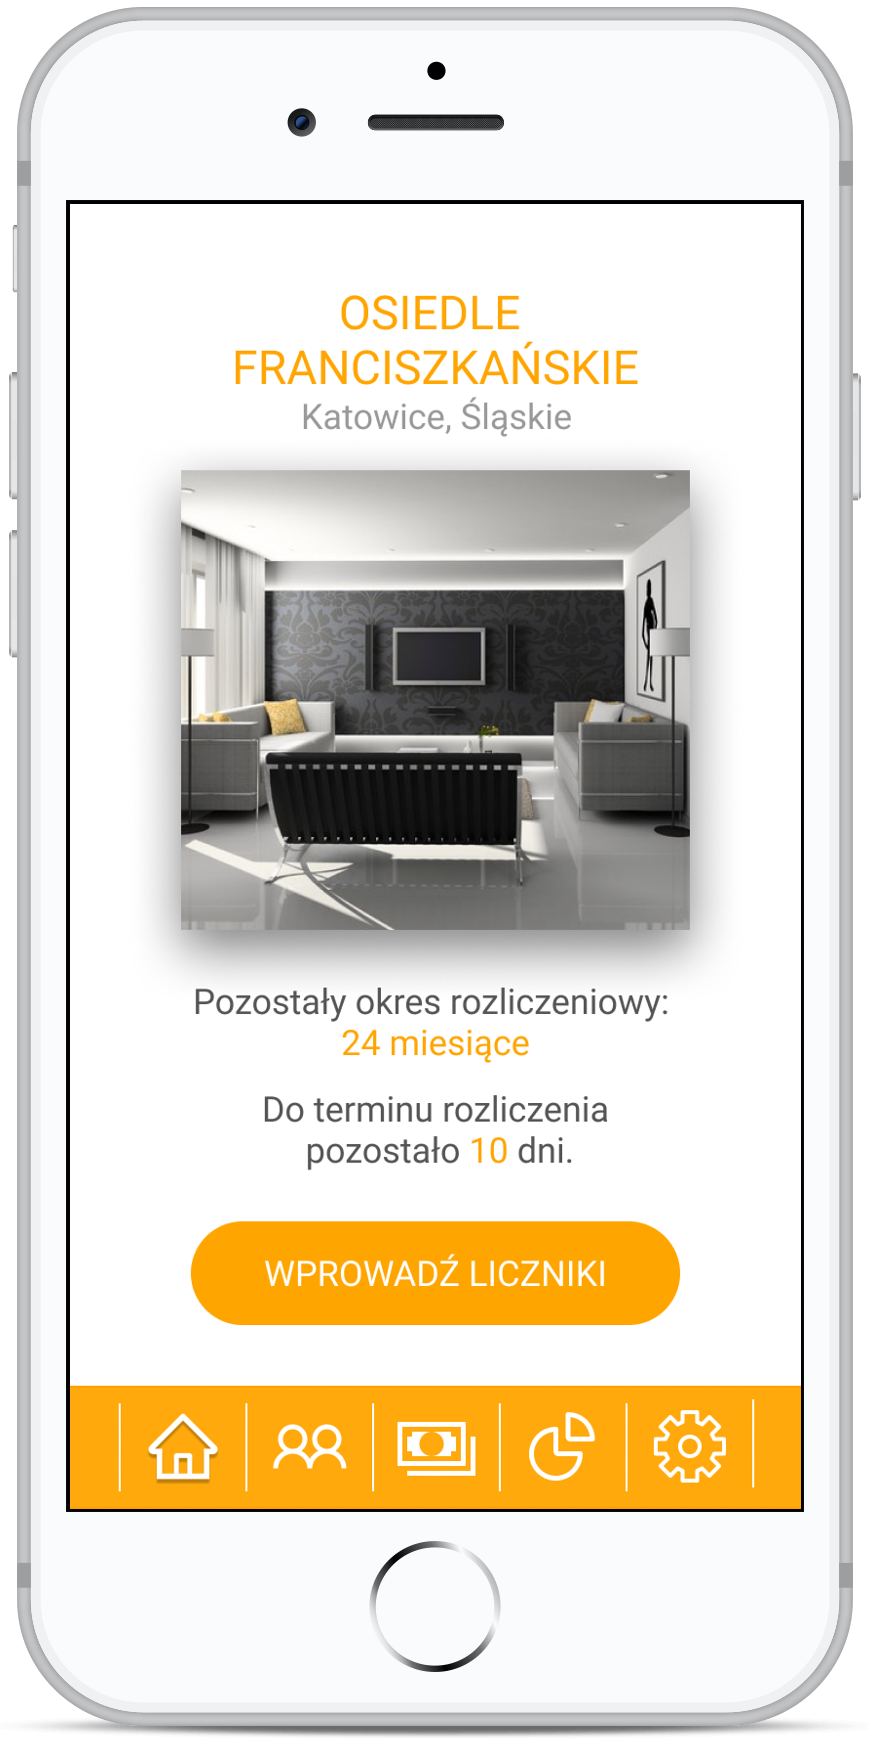 OSIEDLE
FRANCISZKAŃSKIE
Katowice, Śląskie
Pozostały okres rozliczeniowy:
24 miesiące
Do terminu rozliczenia
pozostało 10 dni.
WPROWADŹ LICZNIKI